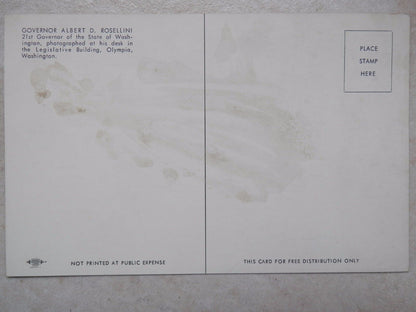 GOVERNOR ALBERT D. ROSELLINI
21st Governor of the State of Wash-
ington, photographed at his desk in
the Legislative Building, Olympia,
Washington.
PLACE
STAMP
HERE
NOT PRINTED AT PUBLIC EXPENSE
THIS CARD FOR FREE DISTRIBUTION ONLY